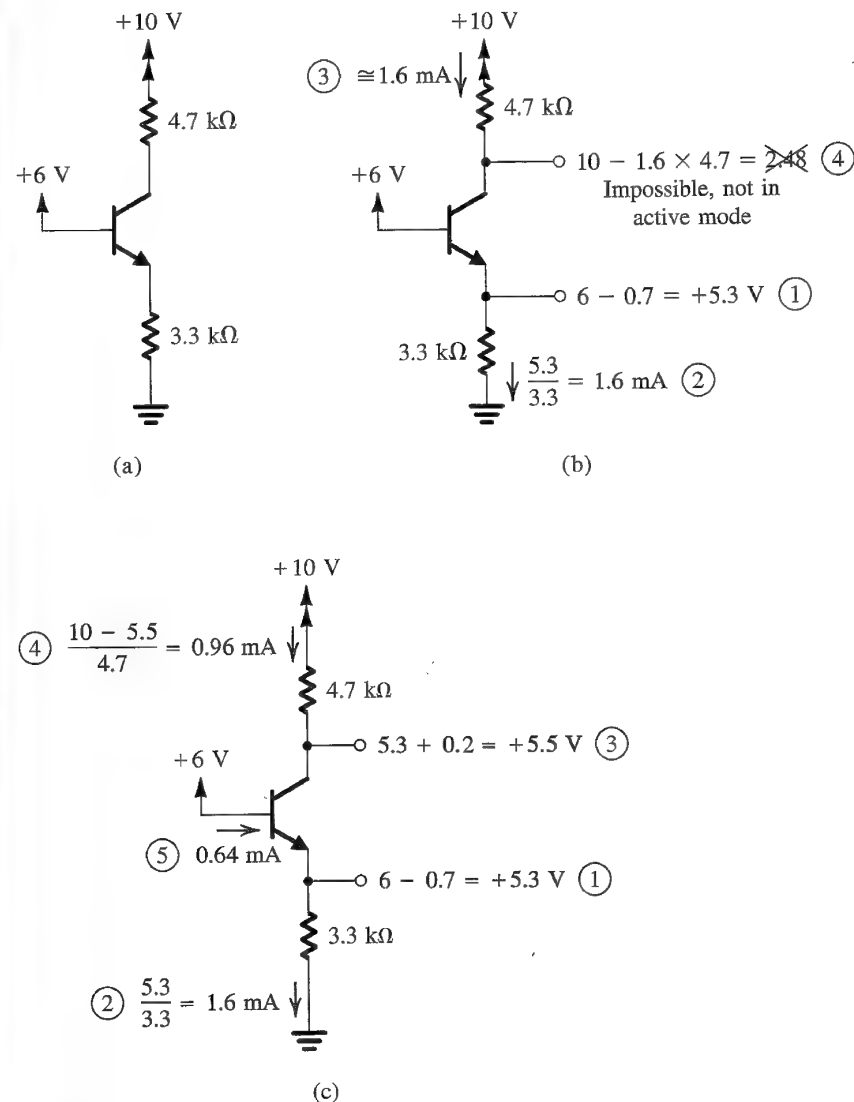 +10 V
4.7 kΩ
+6 V
3.3 kΩ
(a)
+10 V
③ ≅1.6 mA
4.7 kΩ
+6 V
10 − 1.6 × 4.7 = 2.48 ④
Impossible, not in
active mode
6 − 0.7 = +5.3 V ①
3.3 kΩ
5.3/3.3 = 1.6 mA ②
(b)
+10 V
④ 10 − 5.5/4.7 = 0.96 mA
4.7 kΩ
5.3 + 0.2 = +5.5 V ③
+6 V
⑤ 0.64 mA
6 − 0.7 = +5.3 V ①
3.3 kΩ
② 5.3/3.3 = 1.6 mA
(c)